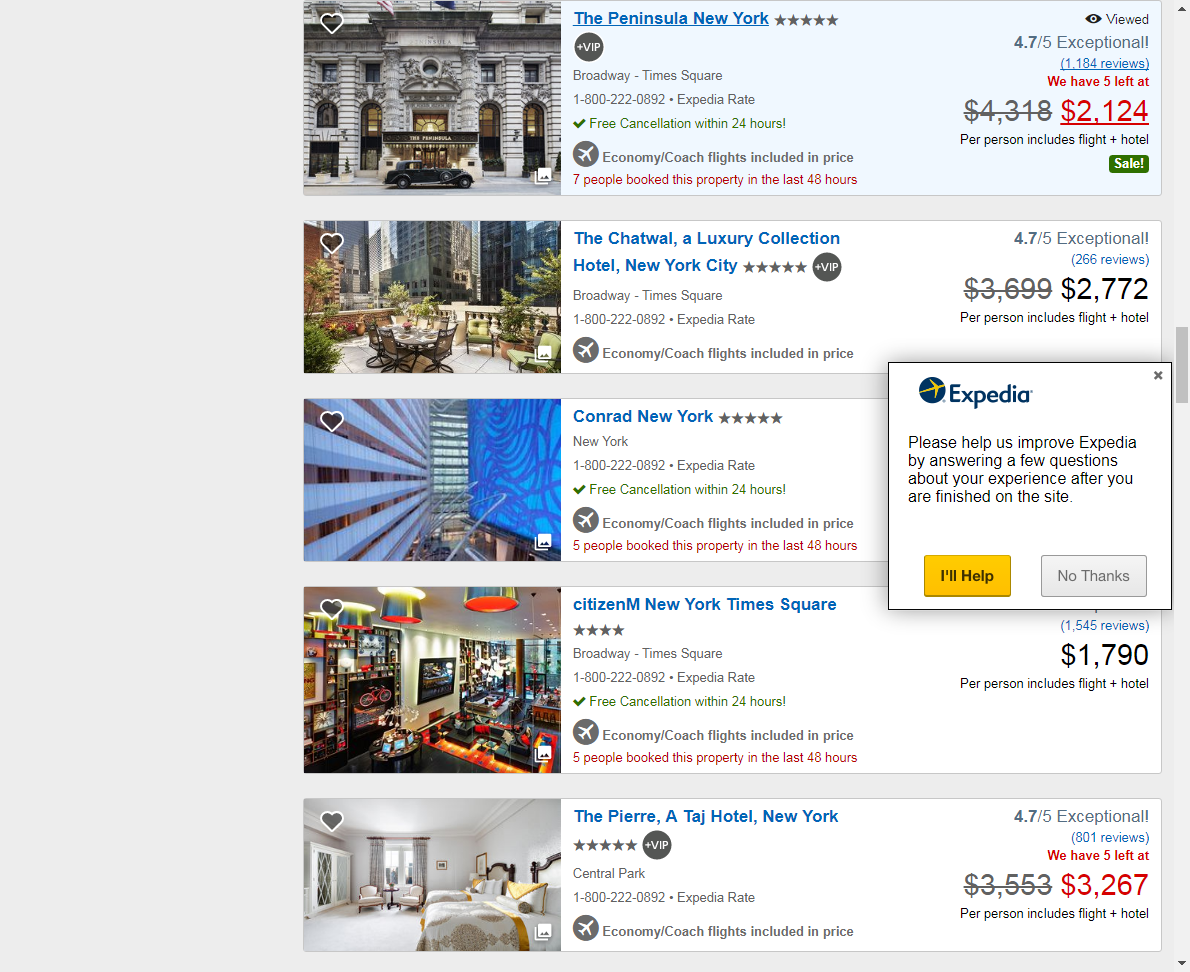 The Peninsula New York
+VIP
Broadway - Times Square
1-800-222-0892 • Expedia Rate
Free Cancellation within 24 hours!
Economy/Coach flights included in price
7 people booked this property in the last 48 hours
Viewed
4.7/5 Exceptional!
(1,184 reviews)
We have 5 left at
$4,318 $2,124
Per person includes flight + hotel
Sale!
THE PENINSULA
The Chatwal, a Luxury Collection
Hotel, New York City +VIP
Broadway - Times Square
1-800-222-0892 • Expedia Rate
Economy/Coach flights included in price
4.7/5 Exceptional!
(266 reviews)
$3,699 $2,772
Per person includes flight + hotel
Conrad New York
New York
1-800-222-0892 • Expedia Rate
Free Cancellation within 24 hours!
Economy/Coach flights included in price
5 people booked this property in the last 48 hours
Expedia
Please help us improve Expedia
by answering a few questions
about your experience after you
are finished on the site.
I'll Help
No Thanks
citizenM New York Times Square
Broadway - Times Square
1-800-222-0892 • Expedia Rate
Free Cancellation within 24 hours!
Economy/Coach flights included in price
5 people booked this property in the last 48 hours
(1,545 reviews)
$1,790
Per person includes flight + hotel
The Pierre, A Taj Hotel, New York
+VIP
Central Park
1-800-222-0892 • Expedia Rate
Economy/Coach flights included in price
4.7/5 Exceptional!
(801 reviews)
We have 5 left at
$3,553 $3,267
Per person includes flight + hotel